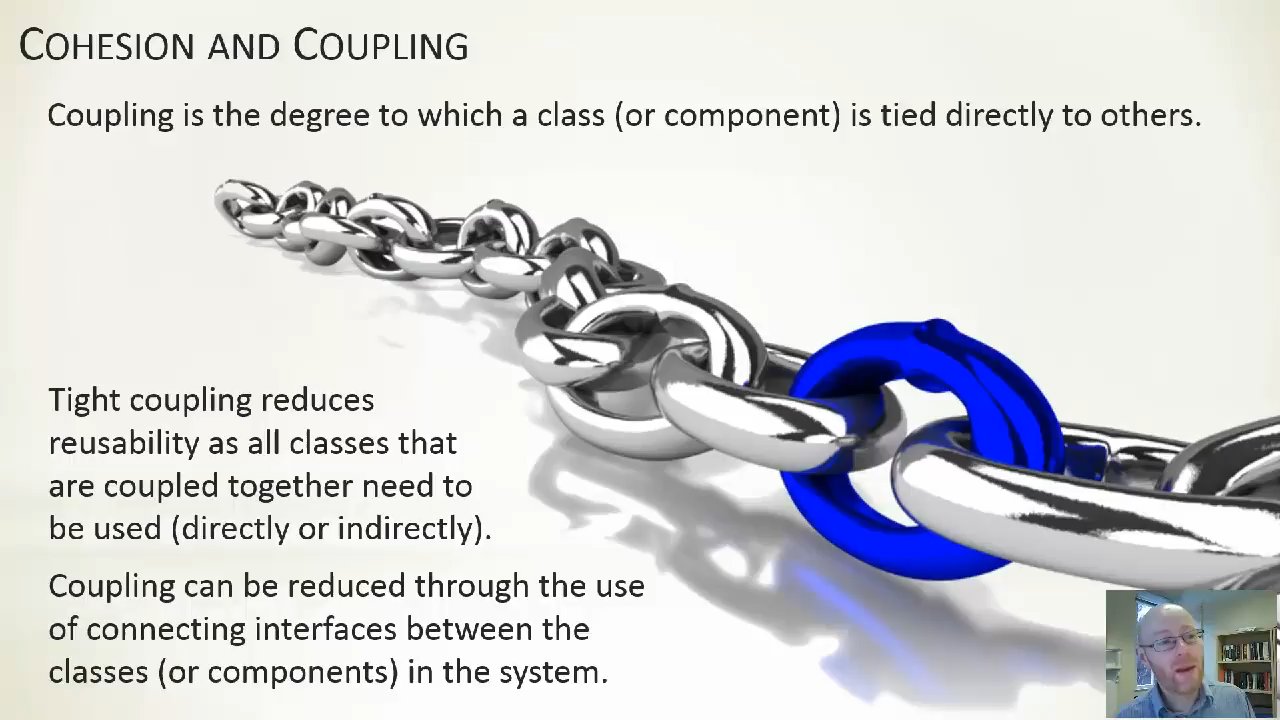 COHESION AND COUPLING
Coupling is the degree to which a class (or component) is tied directly to others.
Tight coupling reduces
reusability as all classes that
are coupled together need to
be used (directly or indirectly).
Coupling can be reduced through the use
of connecting interfaces between the
classes (or components) in the system.